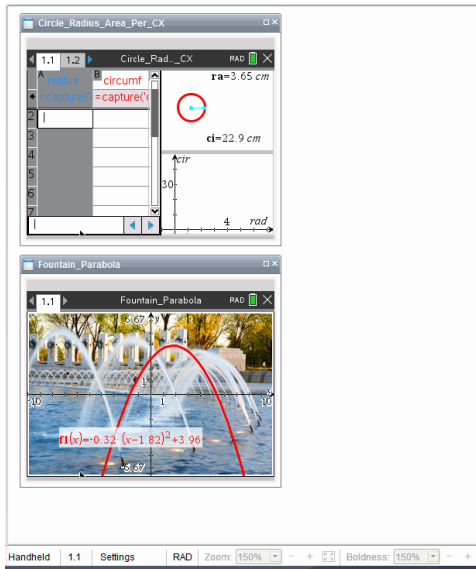 Circle_Radius_Area_Per_CX
1.1 1.2 Circle_Rad.._CX RAD
A radius B circumf
=capture('r =capture('c
2
3
4
5
6
7
ra=3.65 cm
ci=22.9 cm
cir
30
4 rad
Fountain_Parabola
1.1 Fountain_Parabola RAD
6.67 y
x
1
-10 1 10
f1(x)=-0.32·(x-1.82)²+3.96
-6.67
Handheld 1.1 Settings RAD Zoom: 150% - + Boldness: 150% - +